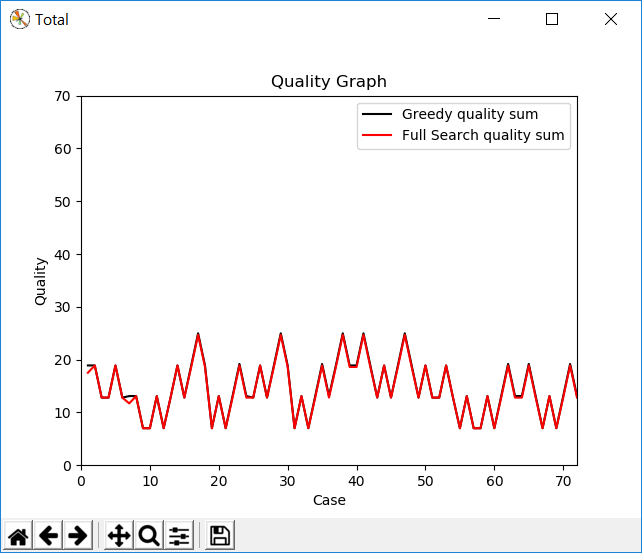 Total
Quality Graph
70
60
50
40
30
20
10
0
Quality
Greedy quality sum
Full Search quality sum
0 10 20 30 40 50 60 70
Case